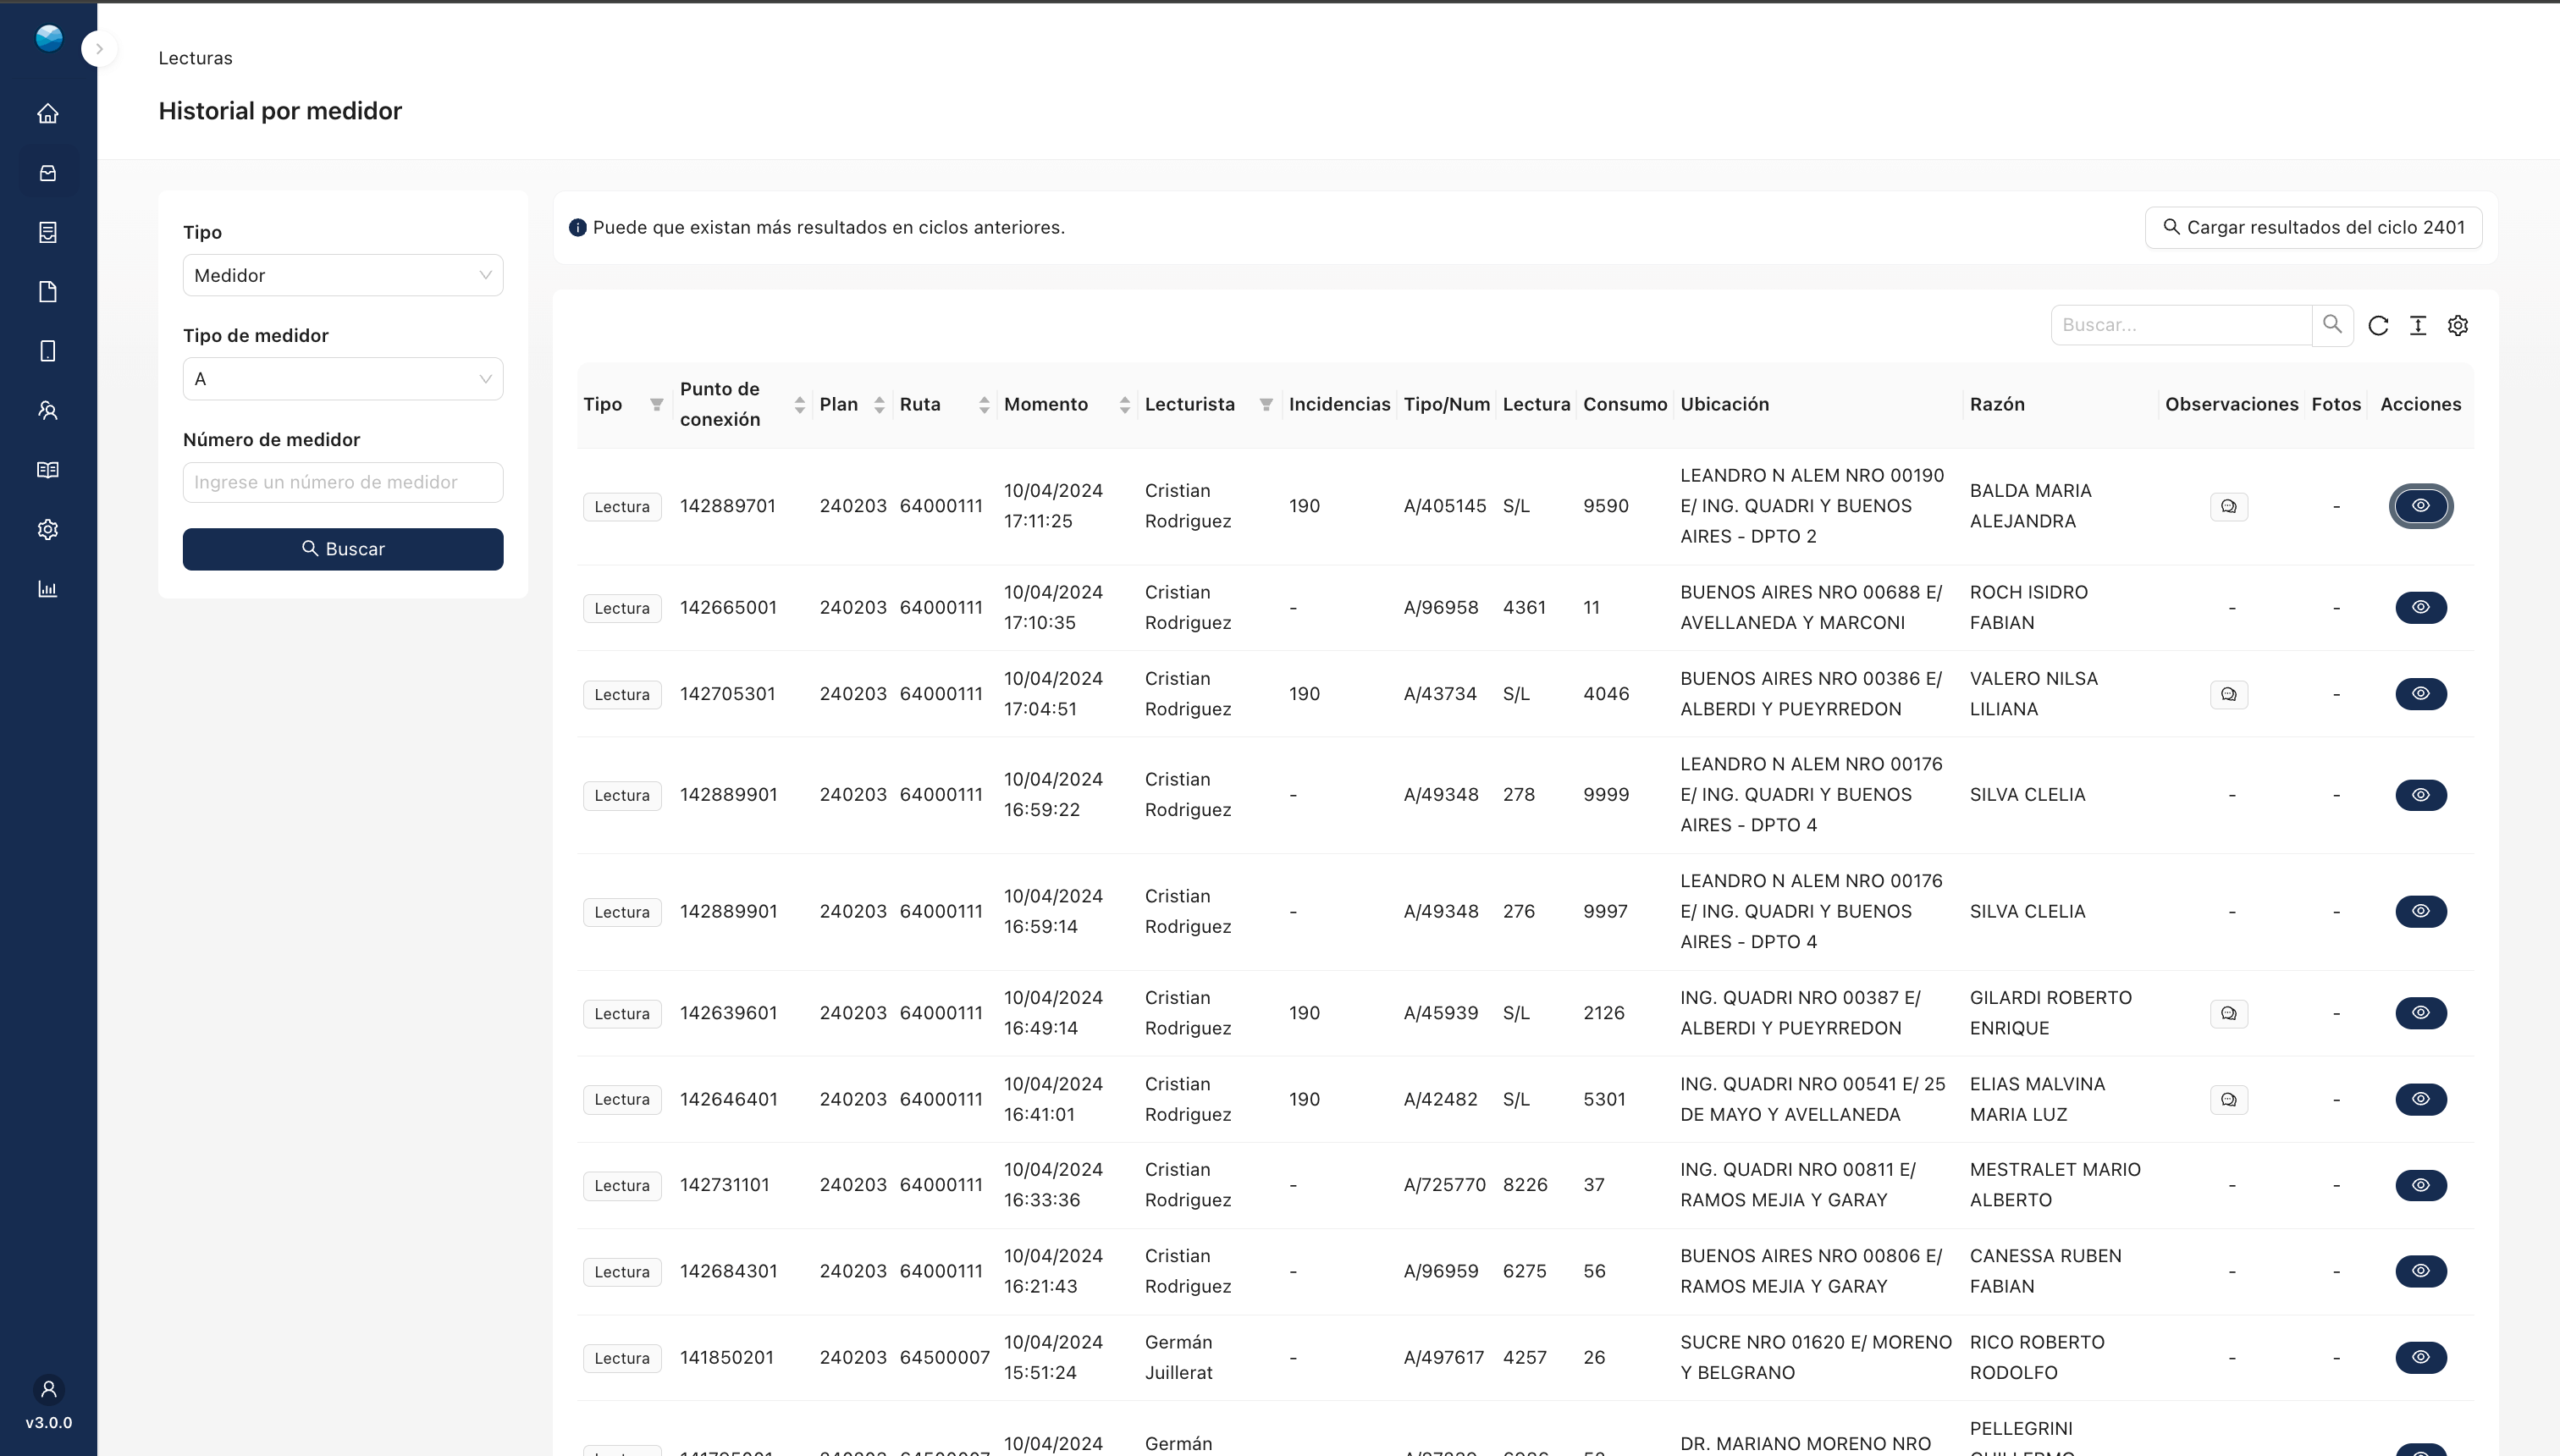 Lecturas
Historial por medidor
Tipo
Medidor
Tipo de medidor
A
Número de medidor
Ingrese un número de medidor
Buscar
v3.0.0
Puede que existan más resultados en ciclos anteriores.
Cargar resultados del ciclo 2401
Buscar...
Tipo Punto de conexión Plan Ruta Momento Lecturista Incidencias Tipo/Num Lectura Consumo Ubicación Razón Observaciones Fotos Acciones
Lectura 142889701 240203 64000111 10/04/2024 17:11:25 Cristian Rodriguez 190 A/405145 S/L 9590 LEANDRO N ALEM NRO 00190 E/ ING. QUADRI Y BUENOS AIRES - DPTO 2 BALDA MARIA ALEJANDRA -
Lectura 142665001 240203 64000111 10/04/2024 17:10:35 Cristian Rodriguez - A/96958 4361 11 BUENOS AIRES NRO 00688 E/ AVELLANEDA Y MARCONI ROCH ISIDRO FABIAN - -
Lectura 142705301 240203 64000111 10/04/2024 17:04:51 Cristian Rodriguez 190 A/43734 S/L 4046 BUENOS AIRES NRO 00386 E/ ALBERDI Y PUEYRREDON VALERO NILSA LILIANA -
Lectura 142889901 240203 64000111 10/04/2024 16:59:22 Cristian Rodriguez - A/49348 278 9999 LEANDRO N ALEM NRO 00176 E/ ING. QUADRI Y BUENOS AIRES - DPTO 4 SILVA CLELIA - -
Lectura 142889901 240203 64000111 10/04/2024 16:59:14 Cristian Rodriguez - A/49348 276 9997 LEANDRO N ALEM NRO 00176 E/ ING. QUADRI Y BUENOS AIRES - DPTO 4 SILVA CLELIA - -
Lectura 142639601 240203 64000111 10/04/2024 16:49:14 Cristian Rodriguez 190 A/45939 S/L 2126 ING. QUADRI NRO 00387 E/ ALBERDI Y PUEYRREDON GILARDI ROBERTO ENRIQUE -
Lectura 142646401 240203 64000111 10/04/2024 16:41:01 Cristian Rodriguez 190 A/42482 S/L 5301 ING. QUADRI NRO 00541 E/ 25 DE MAYO Y AVELLANEDA ELIAS MALVINA MARIA LUZ -
Lectura 142731101 240203 64000111 10/04/2024 16:33:36 Cristian Rodriguez - A/725770 8226 37 ING. QUADRI NRO 00811 E/ RAMOS MEJIA Y GARAY MESTRALET MARIO ALBERTO - -
Lectura 142684301 240203 64000111 10/04/2024 16:21:43 Cristian Rodriguez - A/96959 6275 56 BUENOS AIRES NRO 00806 E/ RAMOS MEJIA Y GARAY CANESSA RUBEN FABIAN - -
Lectura 141850201 240203 64500007 10/04/2024 15:51:24 Germán Juillerat - A/497617 4257 26 SUCRE NRO 01620 E/ MORENO Y BELGRANO RICO ROBERTO RODOLFO - -
10/04/2024 Germán DR. MARIANO MORENO NRO PELLEGRINI